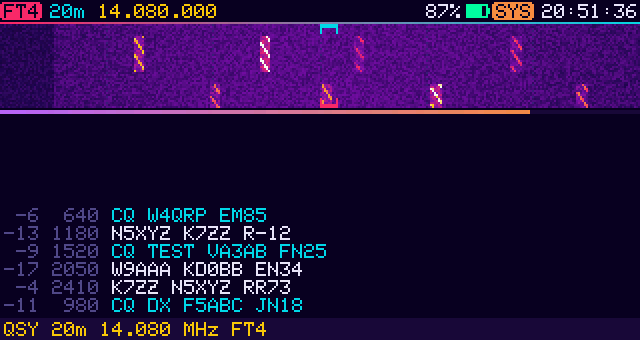 FT4 20m 14.080.000 87% SYS 20:51:36
-6 640 CQ W4QRP EM85
-13 1180 N5XYZ K7ZZ R-12
-9 1520 CQ TEST VA3AB FN25
-17 2050 W9AAA KD0BB EN34
-4 2410 K7ZZ N5XYZ RR73
-11 980 CQ DX F5ABC JN18
QSY 20m 14.080 MHz FT4